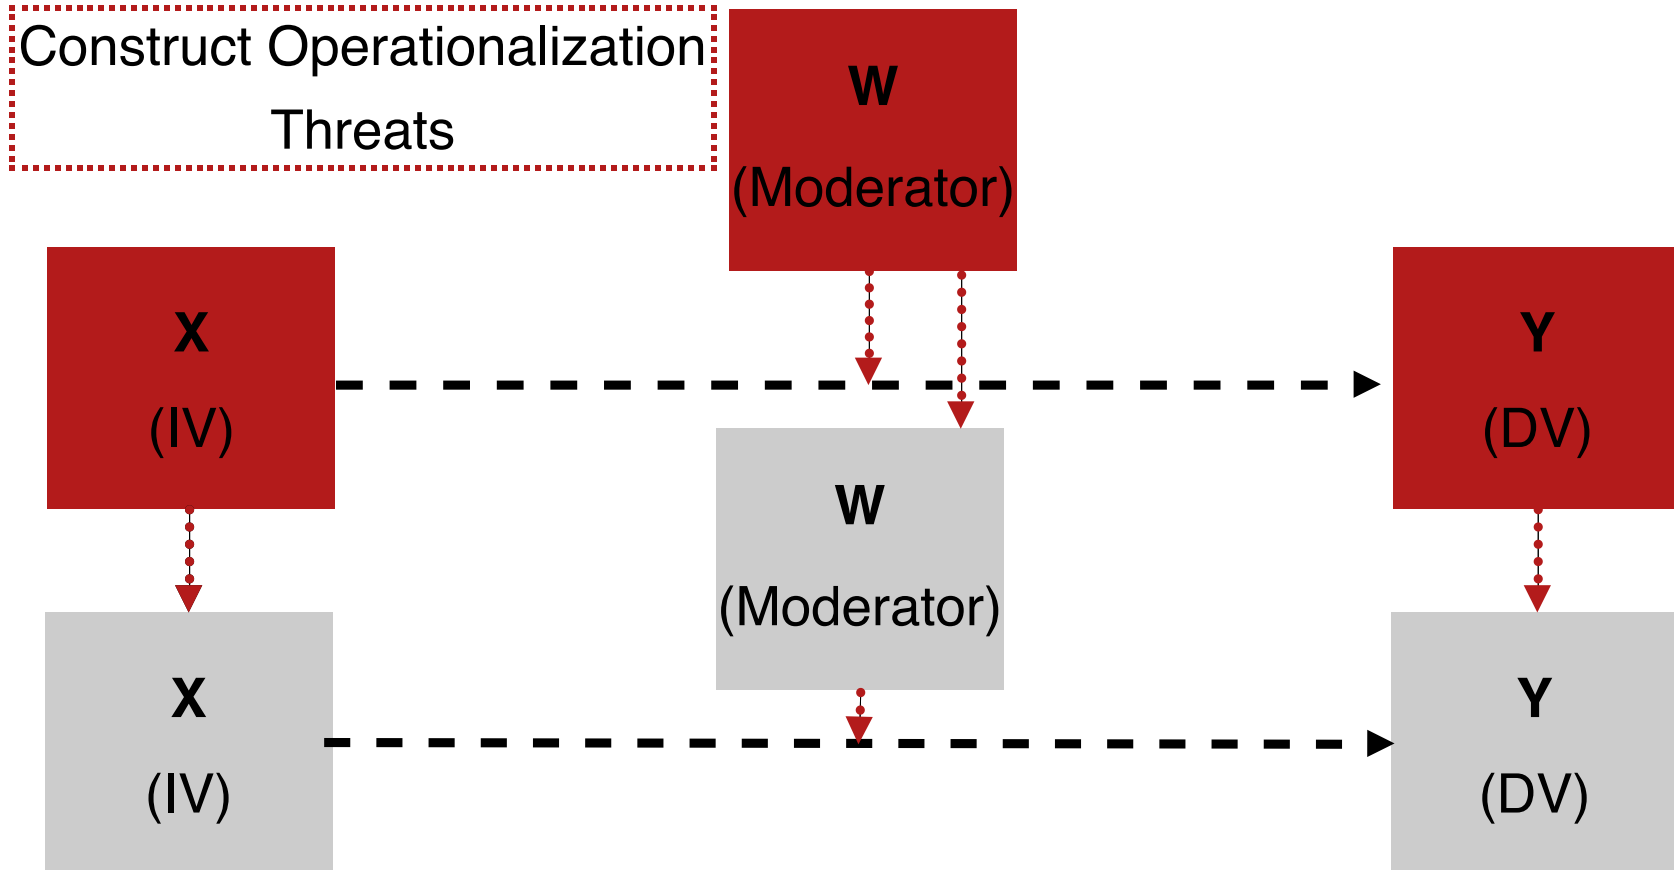 Construct Operationalization
Threats
W
(Moderator)
X
(IV)
Y
(DV)
W
(Moderator)
X
(IV)
Y
(DV)